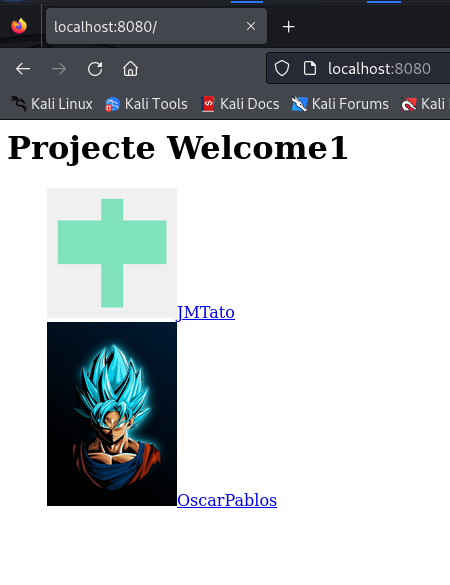 localhost:8080/
localhost:8080
Kali Linux Kali Tools Kali Docs Kali Forums Kali
Projecte Welcome1
JMTato
OscarPablos